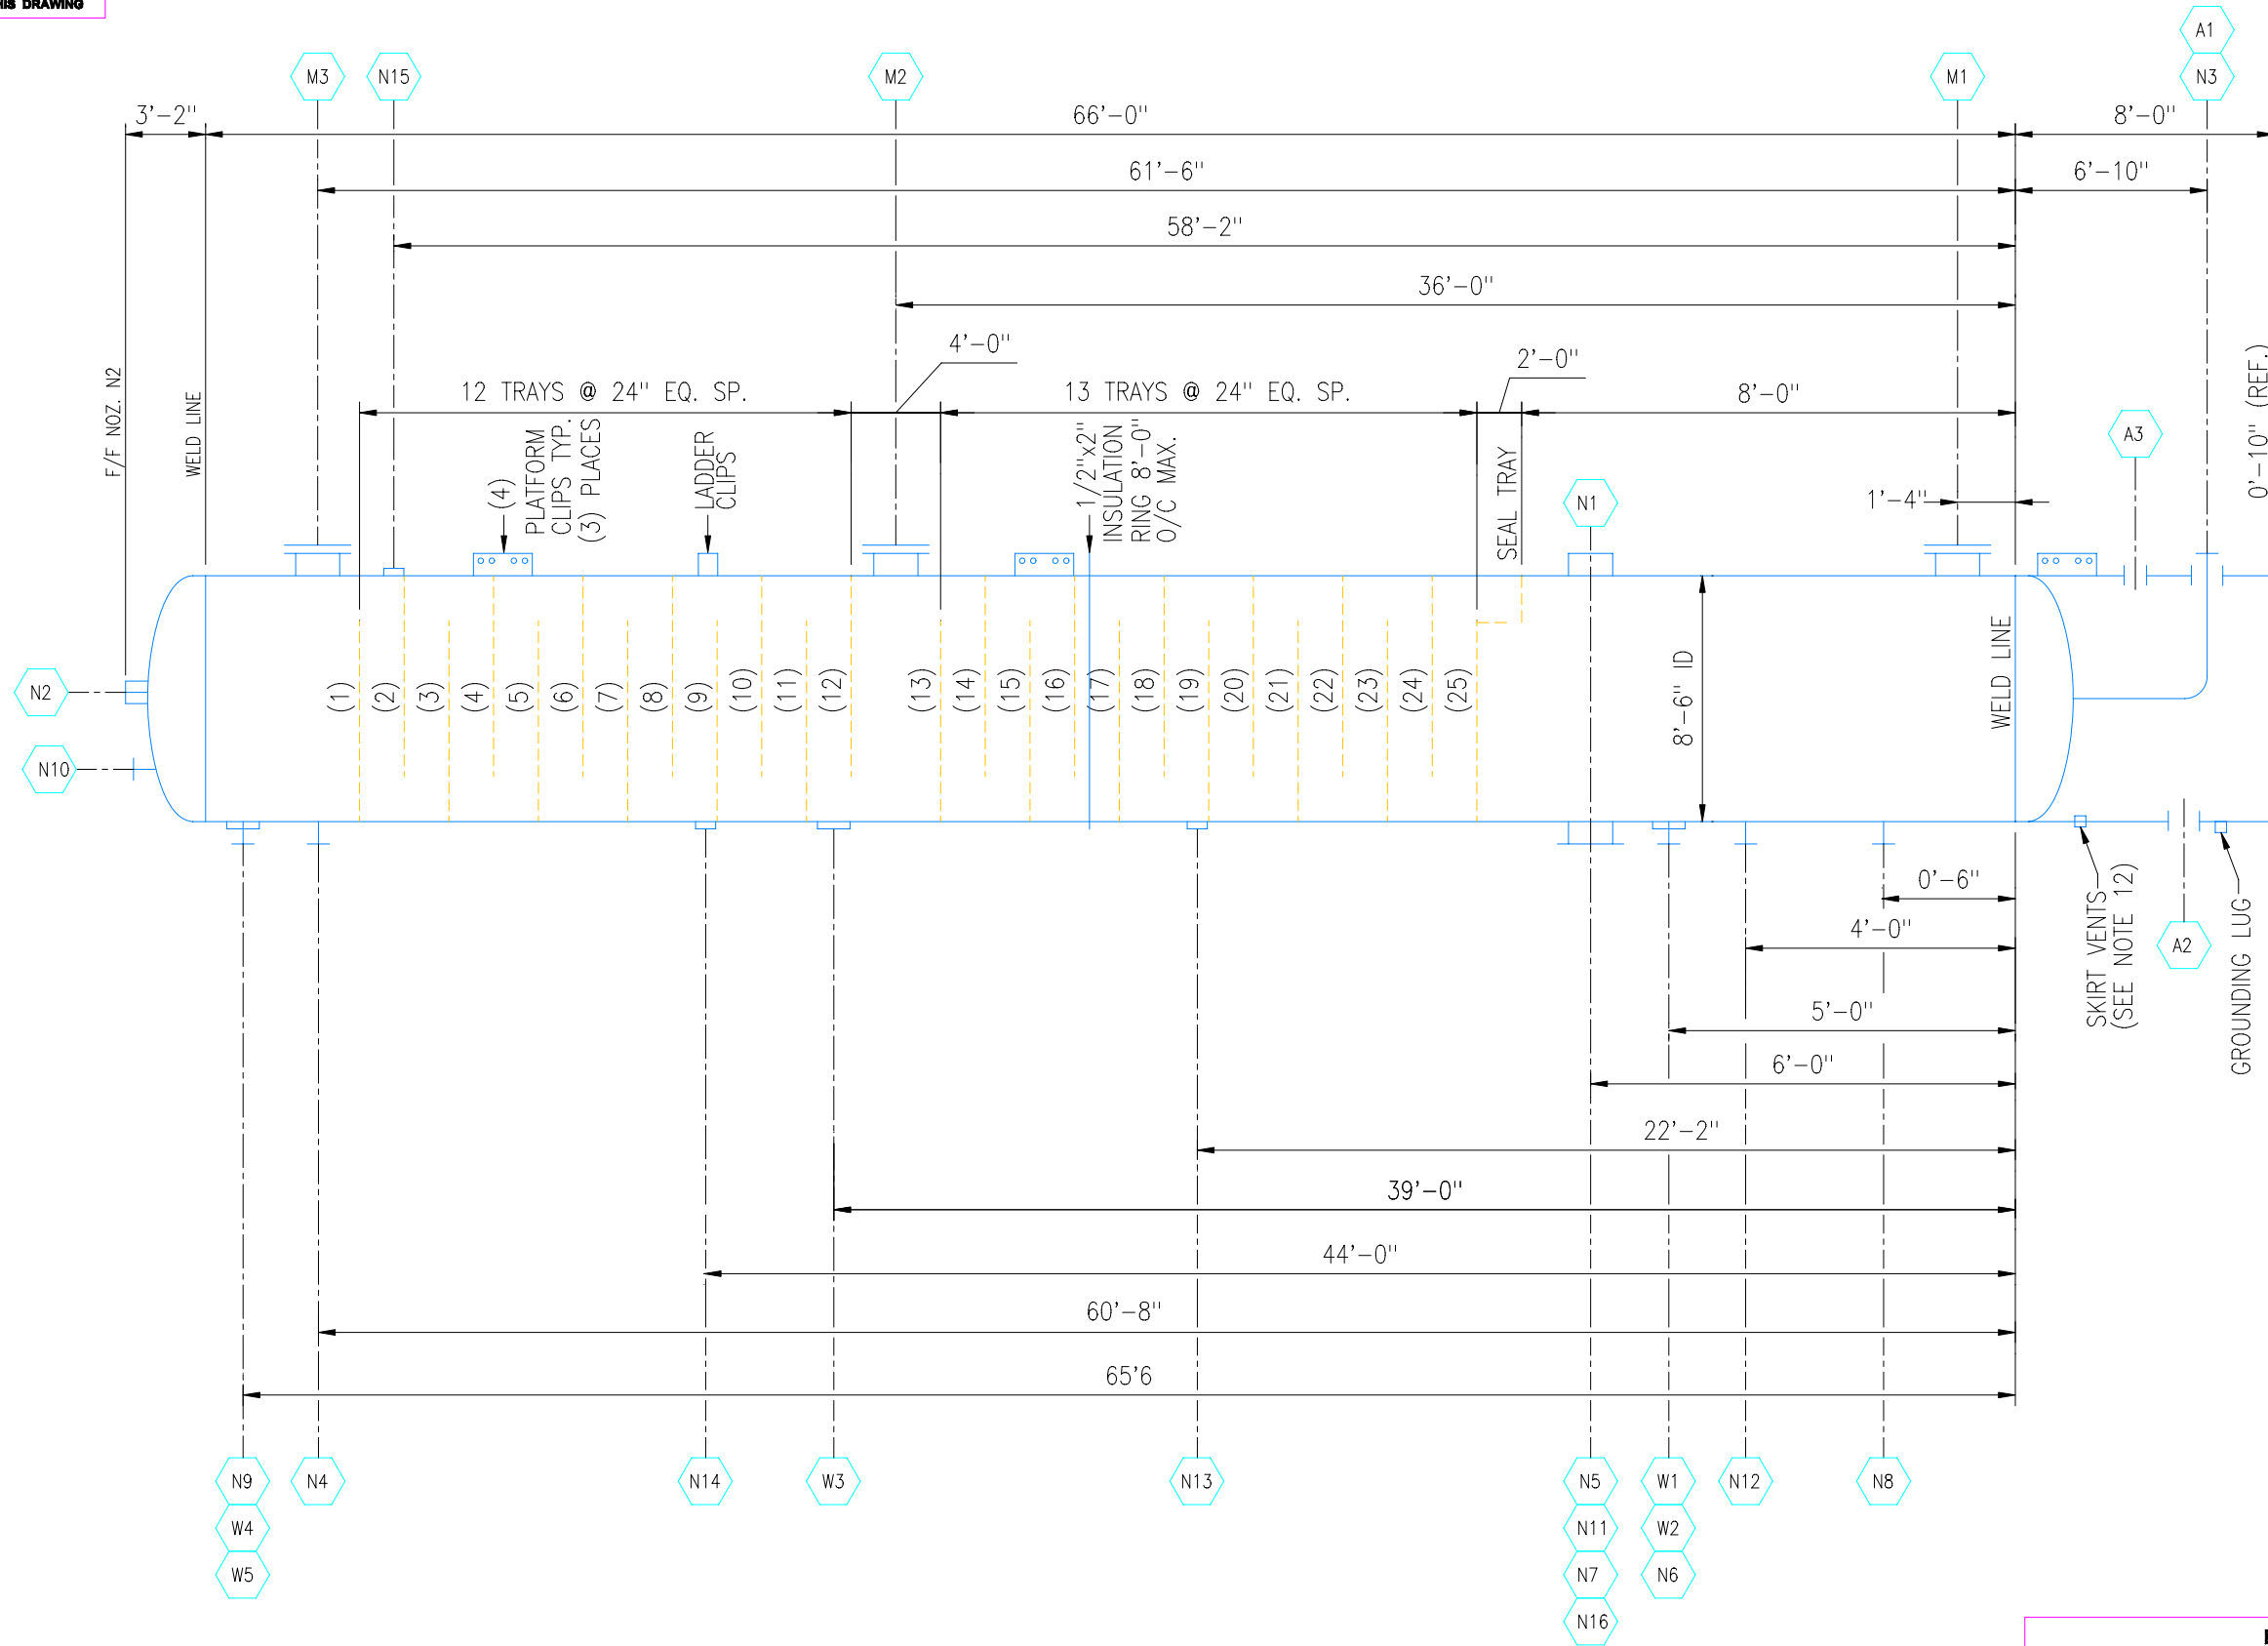 HIS DRAWING
A1
M3
N15
M2
M1
N3
3'-2"
66'-0"
8'-0"
61'-6"
6'-10"
58'-2"
36'-0"
4'-0"
2'-0"
12 TRAYS @ 24" EQ. SP.
13 TRAYS @ 24" EQ. SP.
8'-0"
F/F NOZ. N2
WELD LINE
(4)
PLATFORM
CLIPS TYP.
(3) PLACES
LADDER
CLIPS
1/2"x2"
INSULATION
RING 8'-0"
O/C MAX.
SEAL TRAY
N1
1'-4"
A3
0'-10" (REF.)
N2
N10
(1)
(2)
(3)
(4)
(5)
(6)
(7)
(8)
(9)
(10)
(11)
(12)
(13)
(14)
(15)
(16)
(17)
(18)
(19)
(20)
(21)
(22)
(23)
(24)
(25)
8'-6" ID
WELD LINE
0'-6"
4'-0"
5'-0"
6'-0"
22'-2"
39'-0"
44'-0"
60'-8"
65'6
SKIRT VENTS
(SEE NOTE 12)
A2
GROUNDING LUG
N9
N4
N14
W3
N13
N5
W1
N12
N8
W4
N11
W2
W5
N7
N6
N16